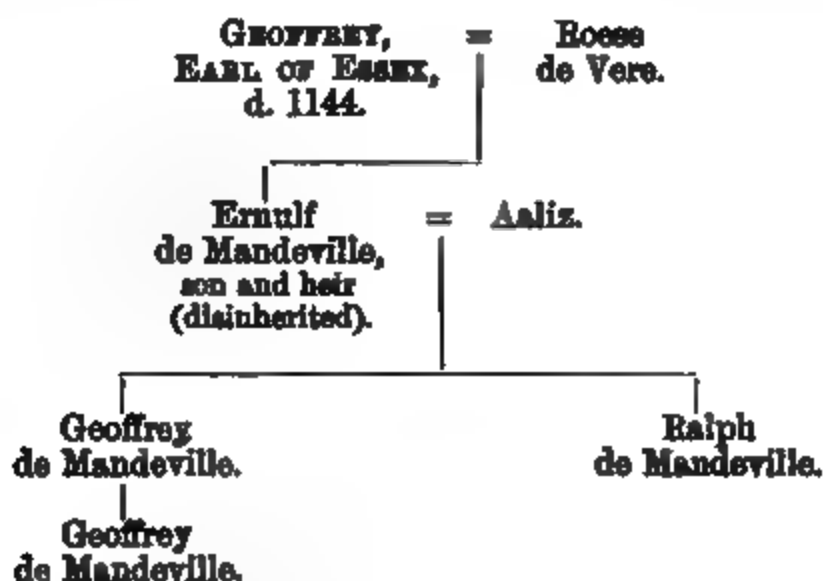 GEOFFREY, = Roese
EARL OF ESSEX, de Vere.
d. 1144.
Ernulf = Aaliz.
de Mandeville,
son and heir
(disinherited).
Geoffrey Ralph
de Mandeville. de Mandeville.
Geoffrey
de Mandeville.